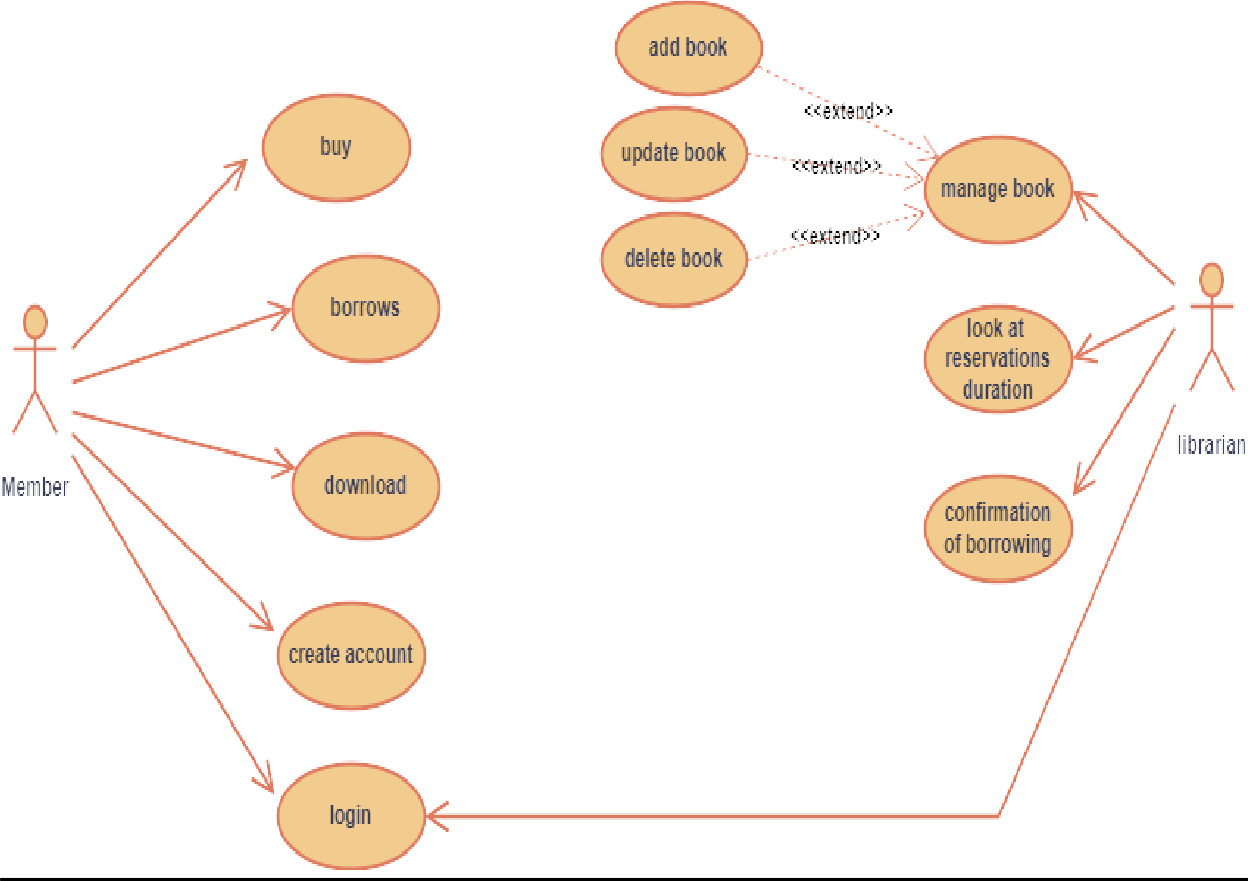 add book
<<extend>>
buy
update book
<<extend>>
manage book
delete book
<<extend>>
borrows
look at
reservations
duration
librarian
Member
download
confirmation
of borrowing
create account
login